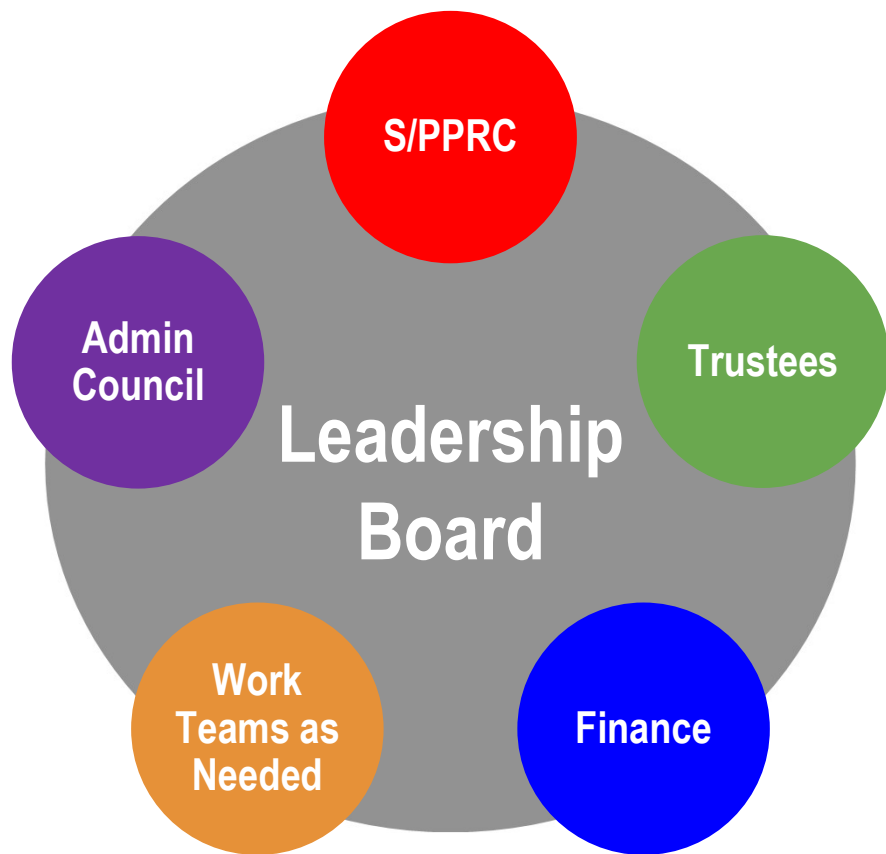 S/PPRC
Admin
Council
Trustees
Leadership
Board
Work
Teams as
Needed
Finance